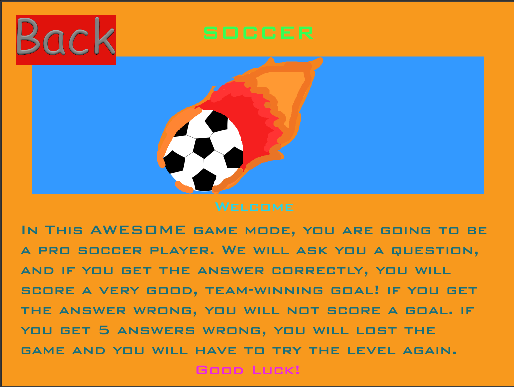 Back
SOCCER
Welcome
In This AWESOME game mode, you are going to be
a pro soccer player. We will ask you a question,
and if you get the answer correctly, you will
score a very good, team-winning goal! if you get
the answer wrong, you will not score a goal. if
you get 5 answers wrong, you will lost the
game and you will have to try the level again.
Good Luck!